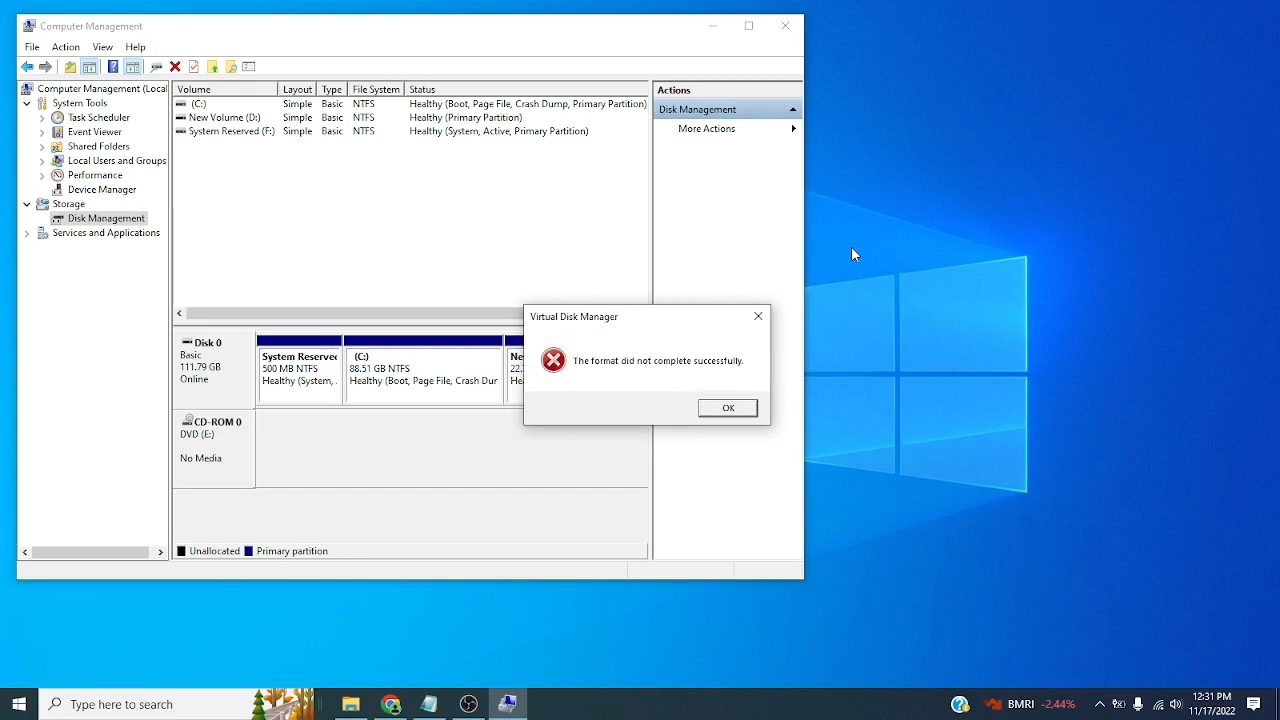 Computer Management
File Action View Help
Computer Management (Local
System Tools
Task Scheduler
Event Viewer
Shared Folders
Local Users and Groups
Performance
Device Manager
Storage
Disk Management
Services and Applications
Volume Layout Type File System Status
(C:) Simple Basic NTFS Healthy (Boot, Page File, Crash Dump, Primary Partition)
New Volume (D:) Simple Basic NTFS Healthy (Primary Partition)
System Reserved (F:) Simple Basic NTFS Healthy (System, Active, Primary Partition)
Actions
Disk Management
More Actions
Disk 0
Basic
111.79 GB
Online
System Reserve
500 MB NTFS
Healthy (System, .
(C:)
88.51 GB NTFS
Healthy (Boot, Page File, Crash Dur
Ne
22.
He
CD-ROM 0
DVD (E:)
No Media
Unallocated Primary partition
Virtual Disk Manager
The format did not complete successfully.
OK
Type here to search
BMRI -2,44%
12:31 PM
11/17/2022